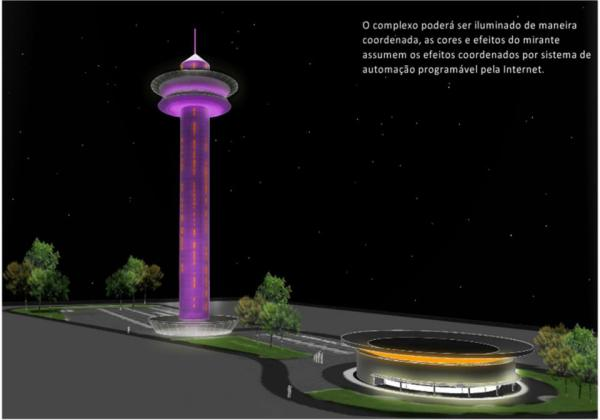 O complexo poderá ser iluminado de maneira
coordenada, as cores e efeitos do mirante
assumem os efeitos coordenados por sistema de
automação programável pela Internet.